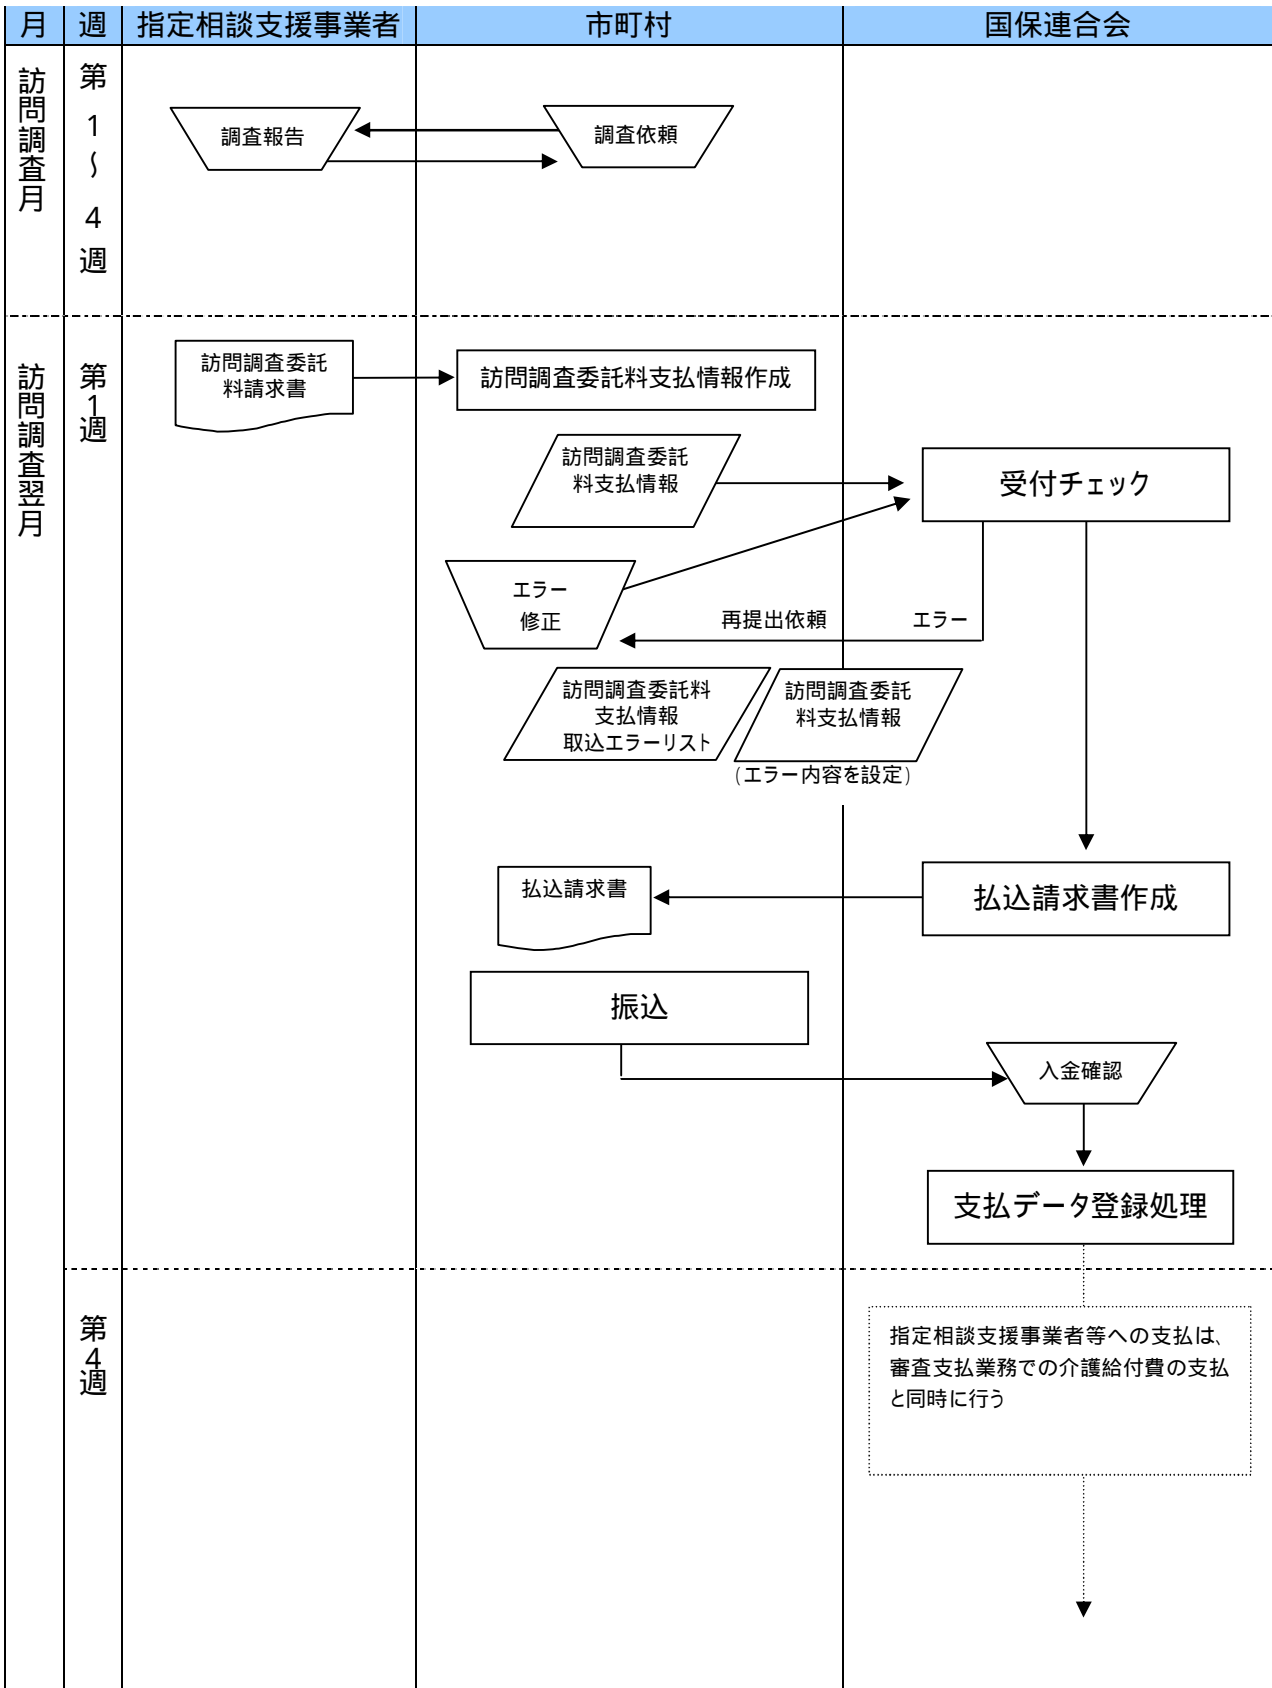 月 週 指定相談支援事業者 市町村 国保連合会
訪問調査月
第1〜4週
調査報告
調査依頼
訪問調査翌月
第1週
訪問調査委託
料請求書
訪問調査委託料支払情報作成
訪問調査委託
料支払情報
受付チェック
エラー
修正
再提出依頼
エラー
訪問調査委託料
支払情報
取込エラーリスト
訪問調査委託
料支払情報
(エラー内容を設定)
払込請求書
払込請求書作成
振込
入金確認
支払データ登録処理
第4週
指定相談支援事業者等への支払は、
審査支払業務での介護給付費の支払
と同時に行う